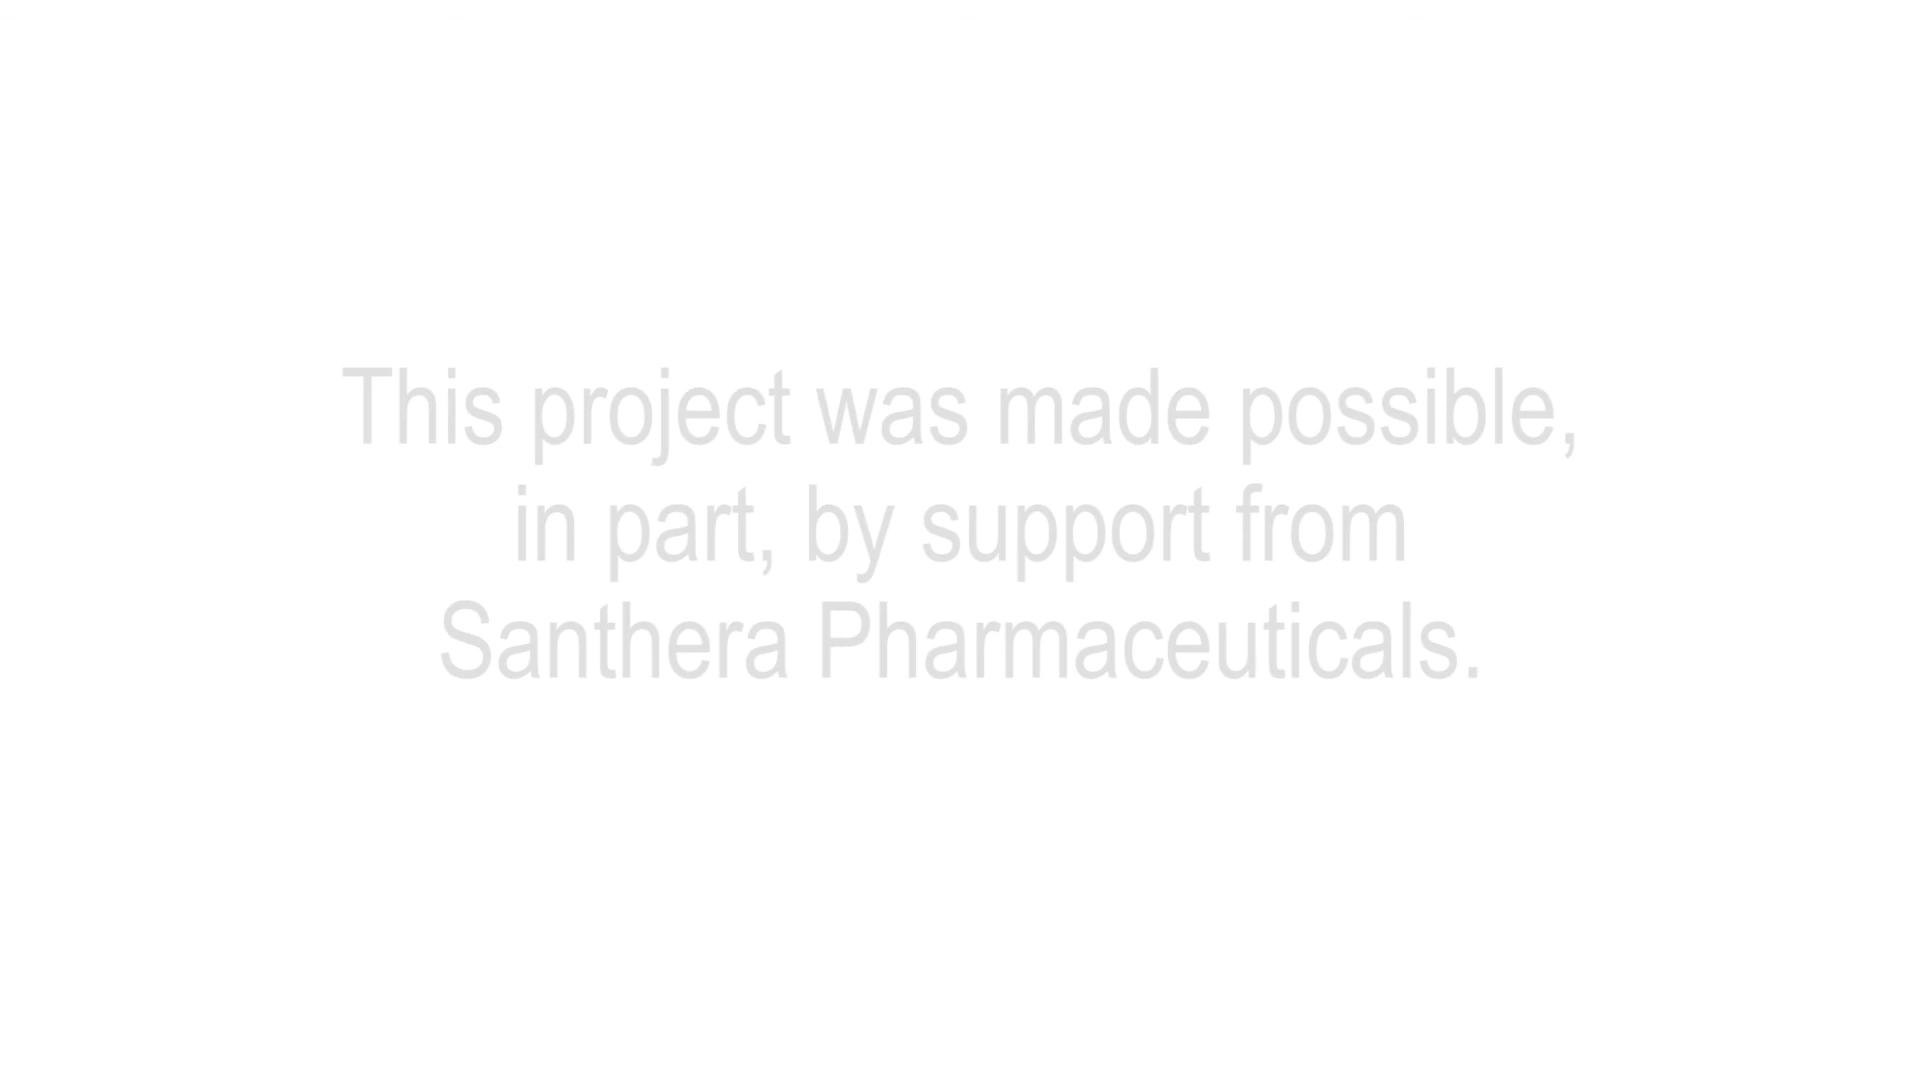 This project was made possible,
in part, by support from
Santhera Pharmaceuticals.